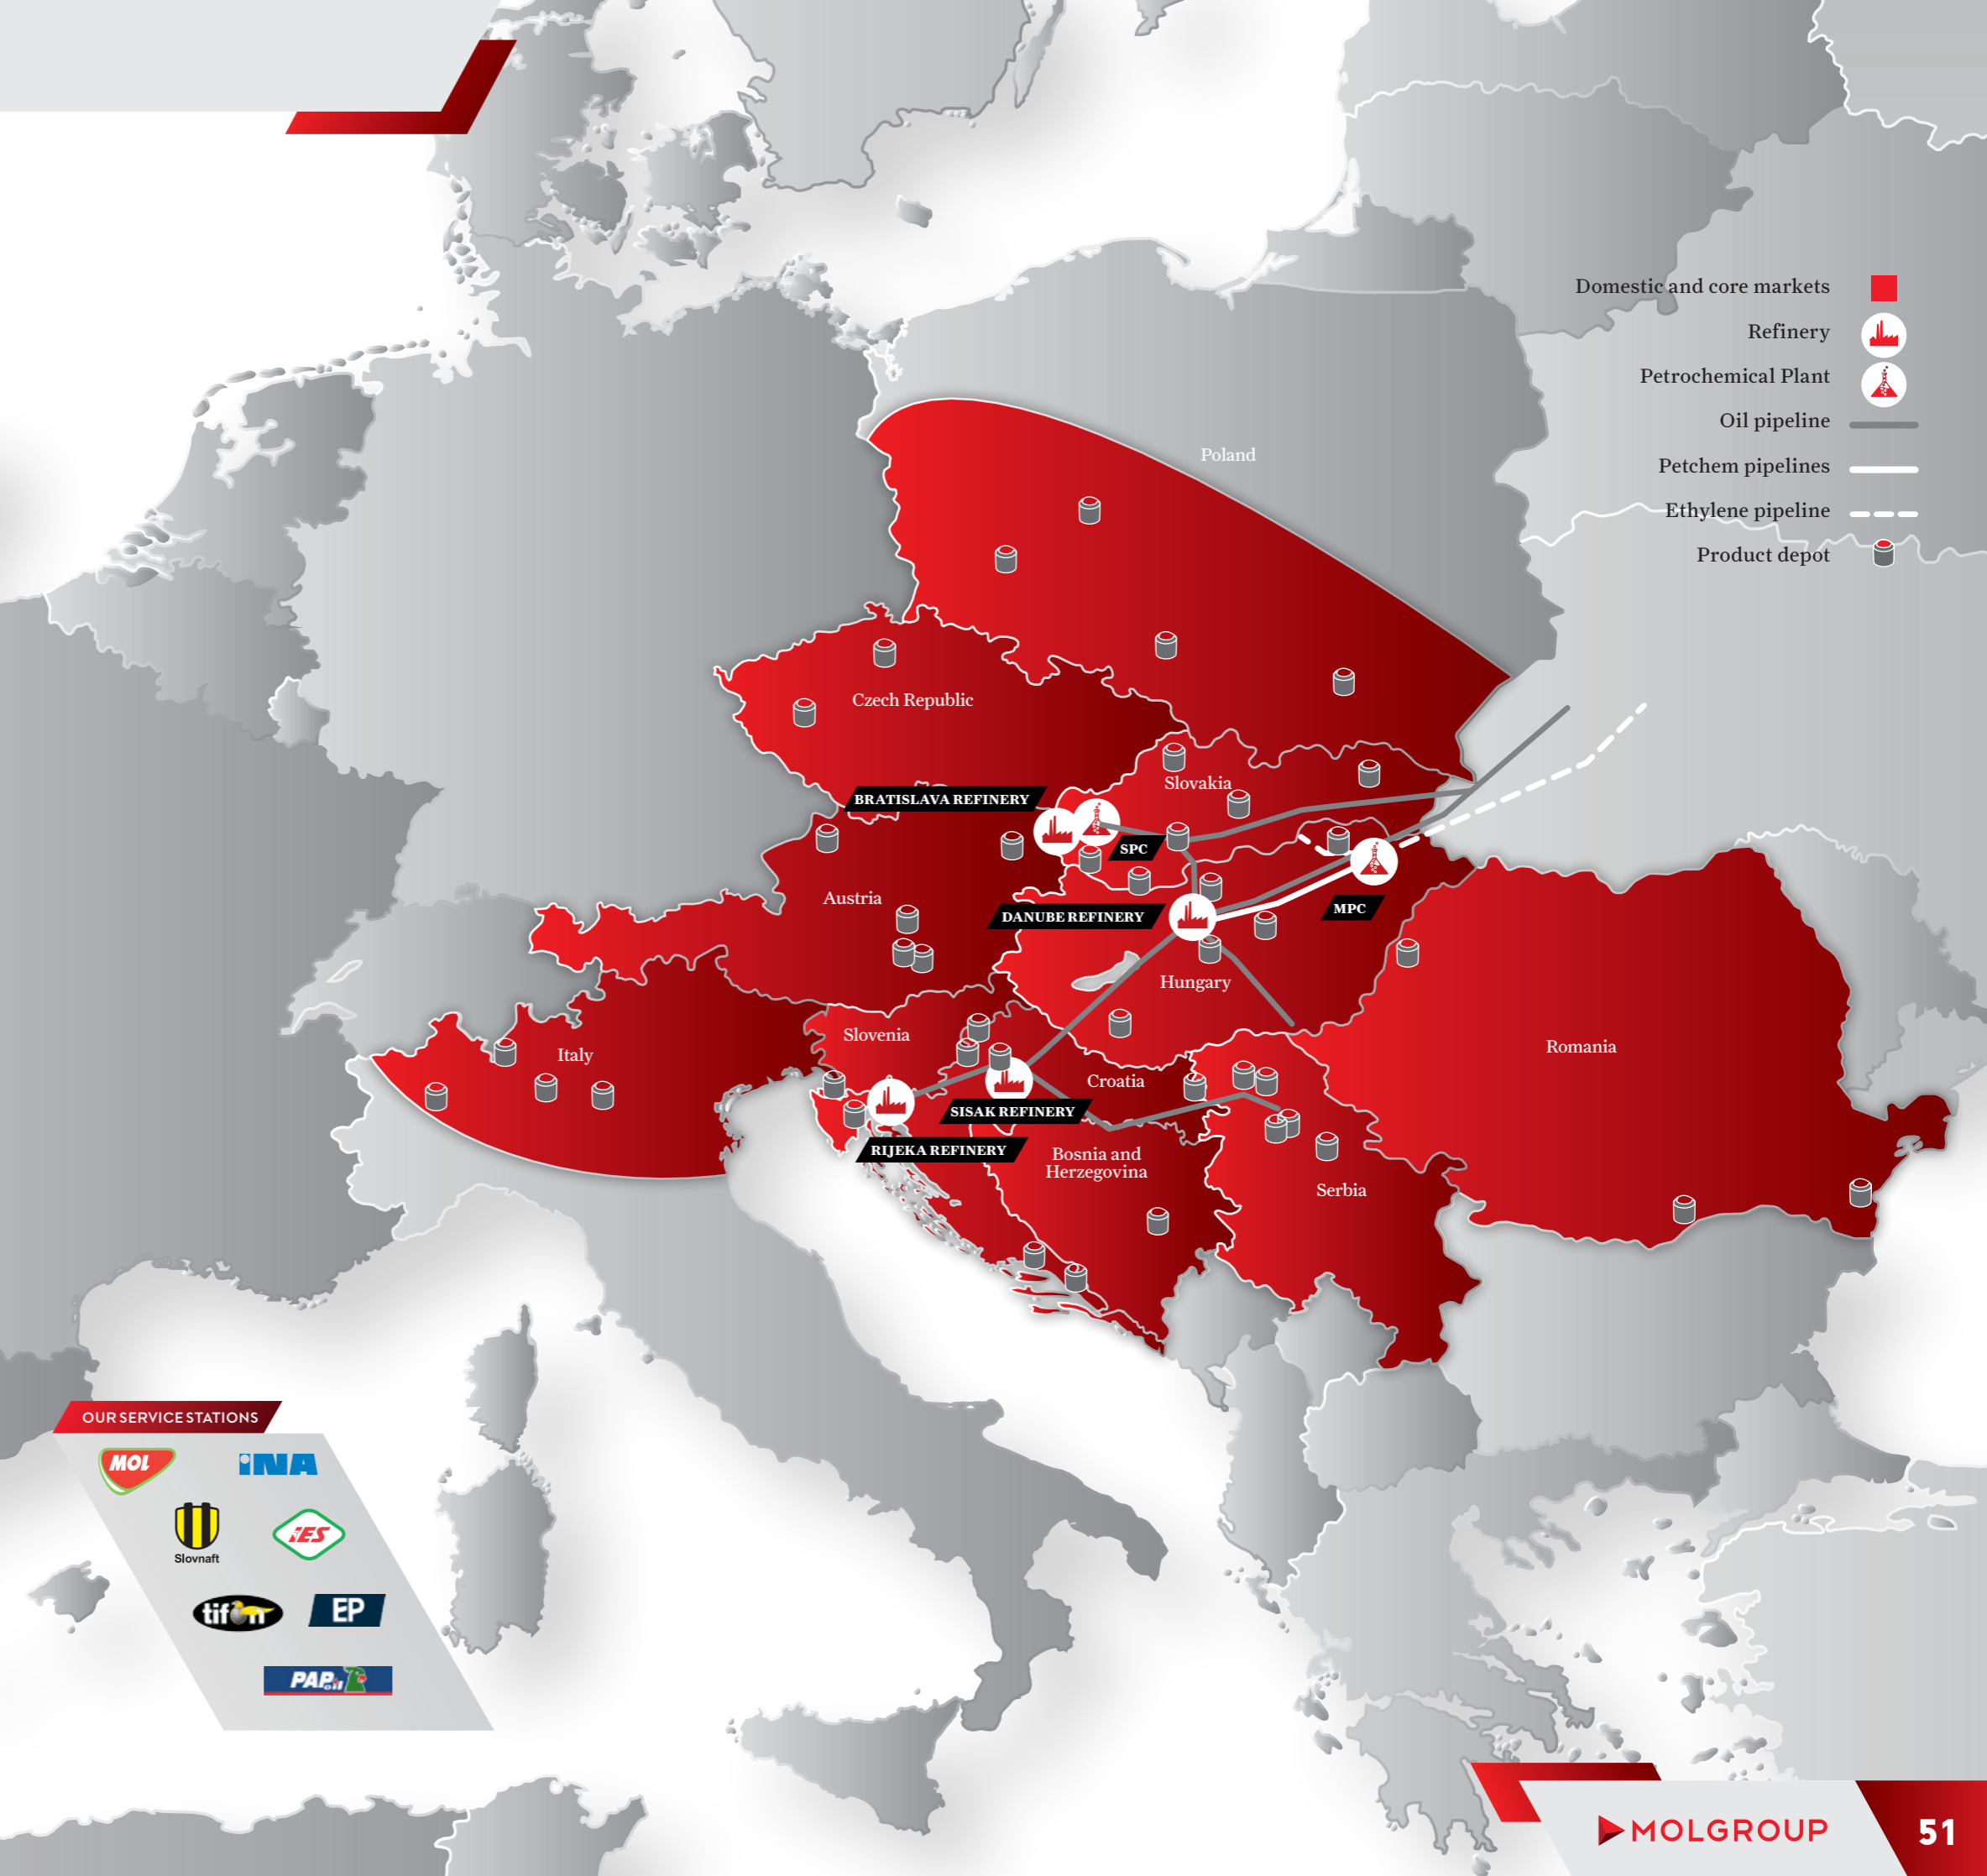 Domestic and core markets
Refinery
Petrochemical Plant
Oil pipeline
Petchem pipelines
Ethylene pipeline
Product depot
Poland
Czech Republic
Slovakia
BRATISLAVA REFINERY
SPC
Austria
DANUBE REFINERY
MPC
Hungary
Slovenia
Italy
Romania
Croatia
SISAK REFINERY
RIJEKA REFINERY
Bosnia and
Herzegovina
Serbia
OUR SERVICE STATIONS
MOL
INA
Slovnaft
iES
tifon
EP
PAP oil
MOLGROUP
51